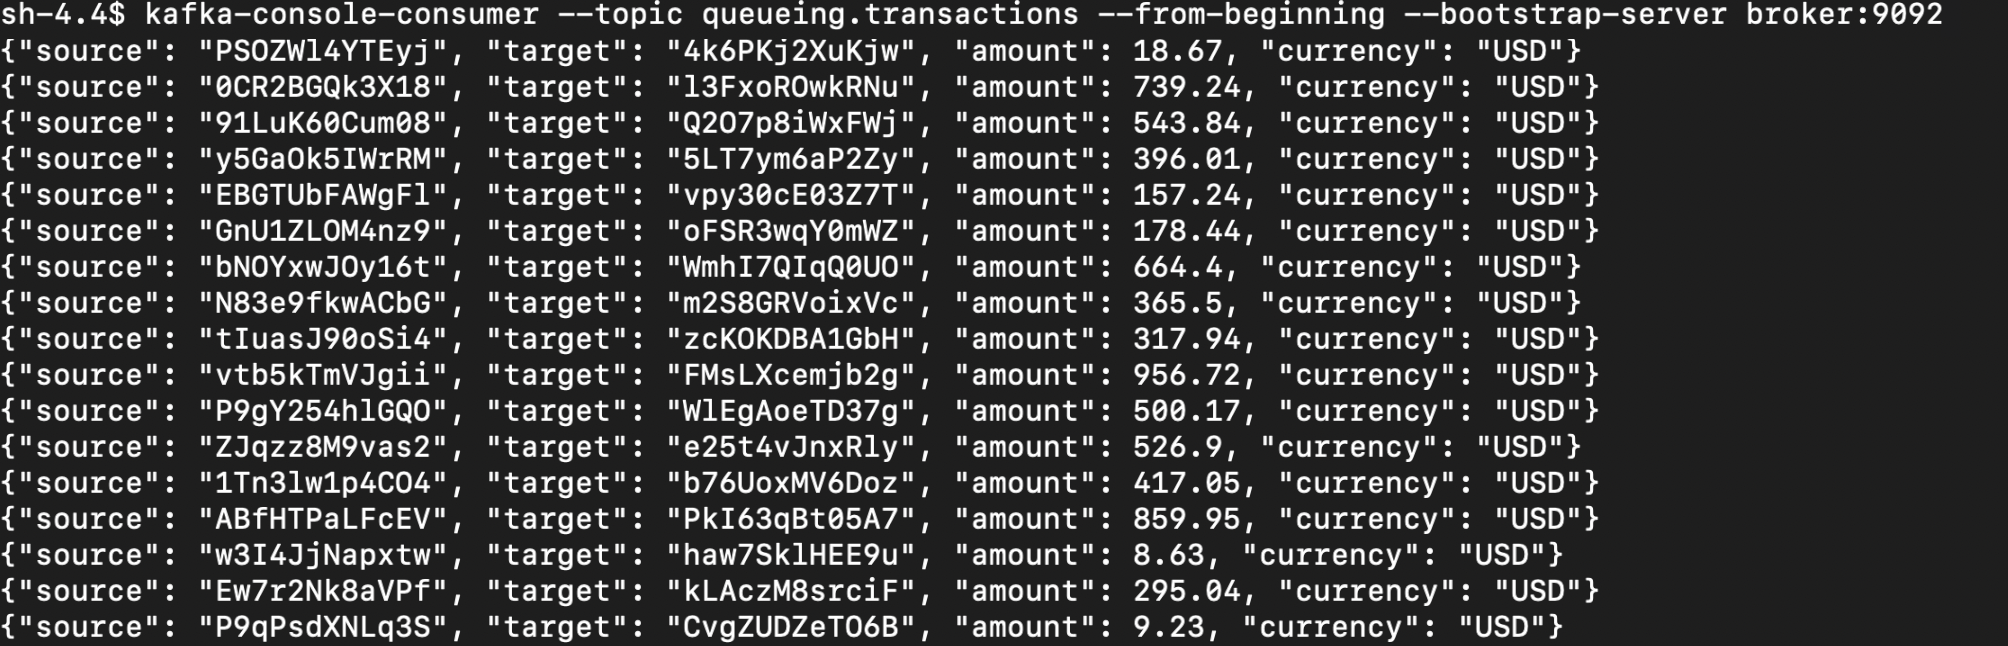 sh-4.4$ kafka-console-consumer --topic queueing.transactions --from-beginning --bootstrap-server broker:9092
{"source": "PSOZWl4YTEyj", "target": "4k6PKj2XuKjw", "amount": 18.67, "currency": "USD"}
{"source": "0CR2BGQk3X18", "target": "l3FxoROwkRNu", "amount": 739.24, "currency": "USD"}
{"source": "91LuK60Cum08", "target": "Q2O7p8iWxFWj", "amount": 543.84, "currency": "USD"}
{"source": "y5GaOk5IWrRM", "target": "5LT7ym6aP2Zy", "amount": 396.01, "currency": "USD"}
{"source": "EBGTUbFAWgFl", "target": "vpy30cE03Z7T", "amount": 157.24, "currency": "USD"}
{"source": "GnU1ZLOM4nz9", "target": "oFSR3wqY0mWZ", "amount": 178.44, "currency": "USD"}
{"source": "bNOYxwJOy16t", "target": "WmhI7QIqQ0UO", "amount": 664.4, "currency": "USD"}
{"source": "N83e9fkwACbG", "target": "m2S8GRVoixVc", "amount": 365.5, "currency": "USD"}
{"source": "tIuasJ90oSi4", "target": "zcKOKDBA1GbH", "amount": 317.94, "currency": "USD"}
{"source": "vtb5kTmVJgii", "target": "FMsLXcemjb2g", "amount": 956.72, "currency": "USD"}
{"source": "P9gY254hlGQO", "target": "WlEgAoeTD37g", "amount": 500.17, "currency": "USD"}
{"source": "ZJqzz8M9vas2", "target": "e25t4vJnxRly", "amount": 526.9, "currency": "USD"}
{"source": "1Tn3lw1p4CO4", "target": "b76UoxMV6Doz", "amount": 417.05, "currency": "USD"}
{"source": "ABfHTPaLFcEV", "target": "PkI63qBt05A7", "amount": 859.95, "currency": "USD"}
{"source": "w3I4JjNapxtw", "target": "haw7SklHEE9u", "amount": 8.63, "currency": "USD"}
{"source": "Ew7r2Nk8aVPf", "target": "kLAczM8srciF", "amount": 295.04, "currency": "USD"}
{"source": "P9qPsdXNLq3S", "target": "CvgZUDZeTO6B", "amount": 9.23, "currency": "USD"}